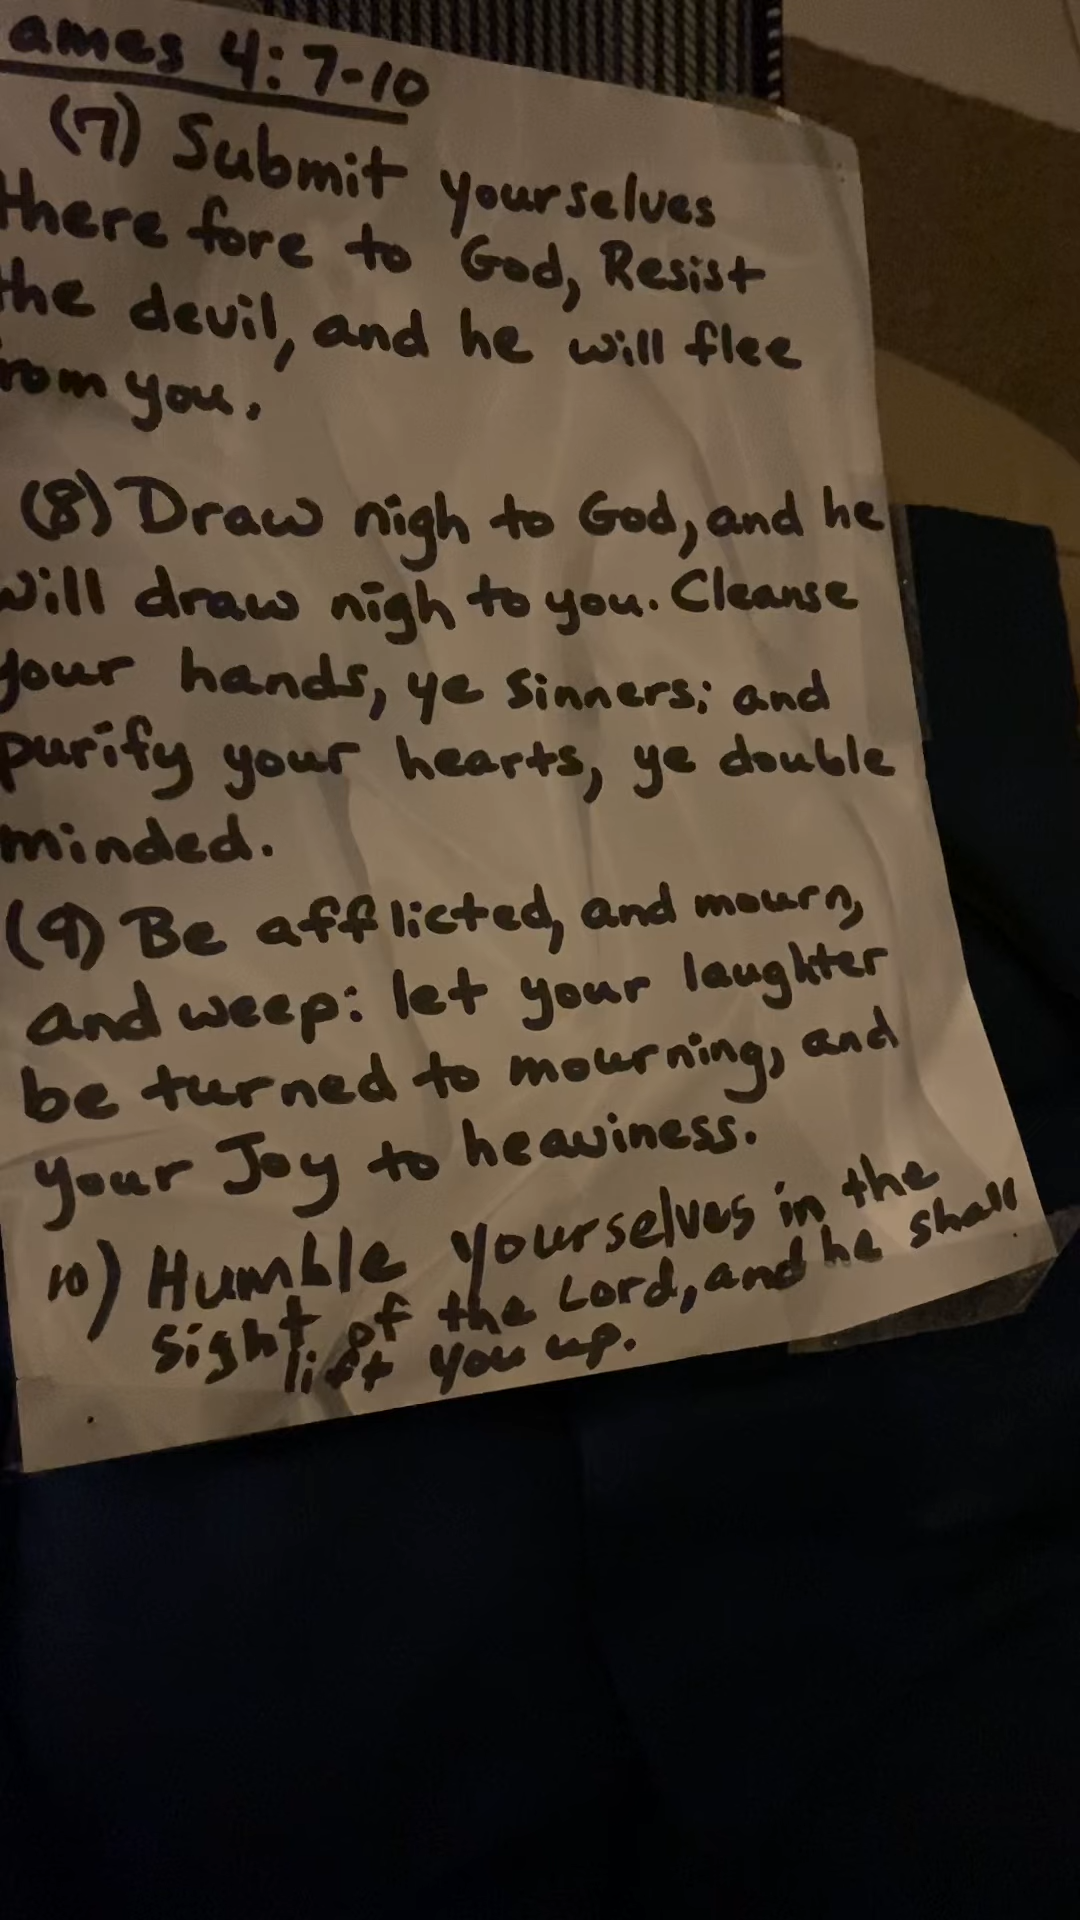 ames 4:7-10
(7) Submit yourselves
there fore to God, Resist
the devil, and he will flee
rom you.
(8) Draw nigh to God, and he
will draw nigh to you. Cleanse
your hands, ye sinners; and
purify your hearts, ye double
minded.
(9) Be afflicted, and mourn,
and weep: let your laughter
be turned to mourning, and
your Joy to heaviness.
10) Humble yourselves in the
sight of the Lord, and he shall
lift you up.